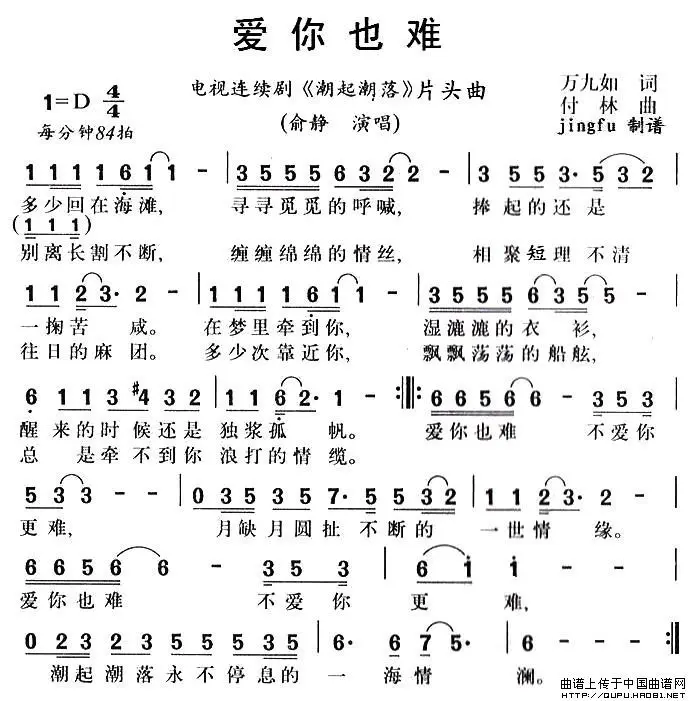 爱你也难
1=D 4/4
每分钟84拍
电视连续剧《潮起潮落》片头曲
(俞静 演唱)
万九如 词
付林 曲
jingfu 制谱
1 1 1 1 6 1 1 - | 3 5 5 5 5 6 3 2 2 - | 3 5 5 3· 5 3 2
多少回在海滩, 寻寻觅觅的呼喊, 捧起的还是
(1 1 1)
别离长割不断, 缠缠绵绵的情丝, 相聚短理不清
1 1 2 3· 2 - | 1 1 1 1 6 1 1 - | 3 5 5 5 6 3 5 5 -
一掬苦咸。 在梦里牵到你, 湿漉漉的衣衫,
往日的麻团。 多少次靠近你, 飘飘荡荡的船舷,
6 1 1 3 #4 3 2 | 1 1 6 2· 1 - :||: 6 6 5 6 6 - 3 5 3
醒来的时候还是独浆孤帆。 爱你也难 不爱你
总是牵不到你浪打的情缆。
5 3 3 - - | 0 3 5 3 5 7· 5 5 5 3 2 | 1 1 2 3· - -
更难, 月缺月圆扯不断的一世情缘。
6 6 5 6 6 - 3 5 3 | 6 1 1 - -
爱你也难 不爱你更难,
0 2 3 2 3 5 5 5 5 1 | 6· 6 7 5· | 6 - - - :||
潮起潮落永不停息的一海情澜。
曲谱上传于中国曲谱网
HTTP://QUPU.HAO81.NET